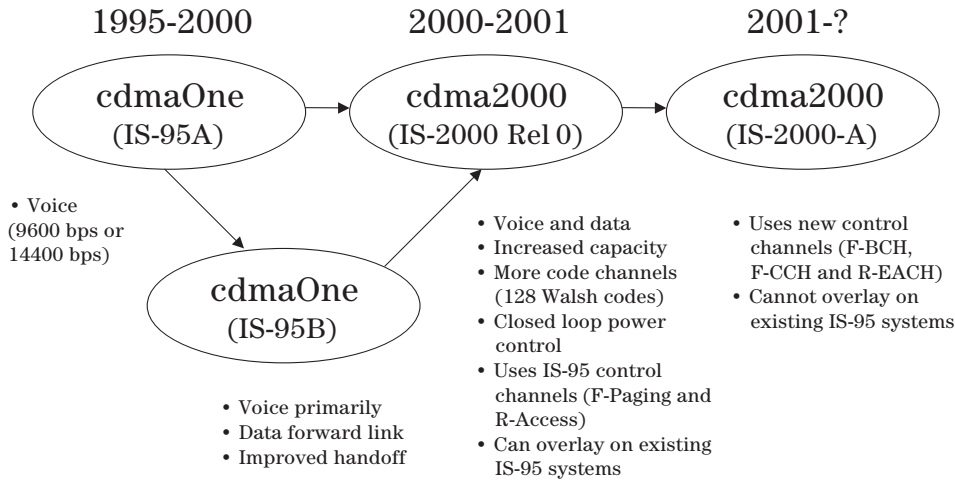 1995-2000
2000-2001
2001-?
cdmaOne
(IS-95A)
cdma2000
(IS-2000 Rel 0)
cdma2000
(IS-2000-A)
• Voice
(9600 bps or
14400 bps)
cdmaOne
(IS-95B)
• Voice primarily
• Data forward link
• Improved handoff
• Voice and data
• Increased capacity
• More code channels
(128 Walsh codes)
• Closed loop power
control
• Uses IS-95 control
channels (F-Paging and
R-Access)
• Can overlay on existing
IS-95 systems
• Uses new control
channels (F-BCH,
F-CCH and R-EACH)
• Cannot overlay on
existing IS-95 systems